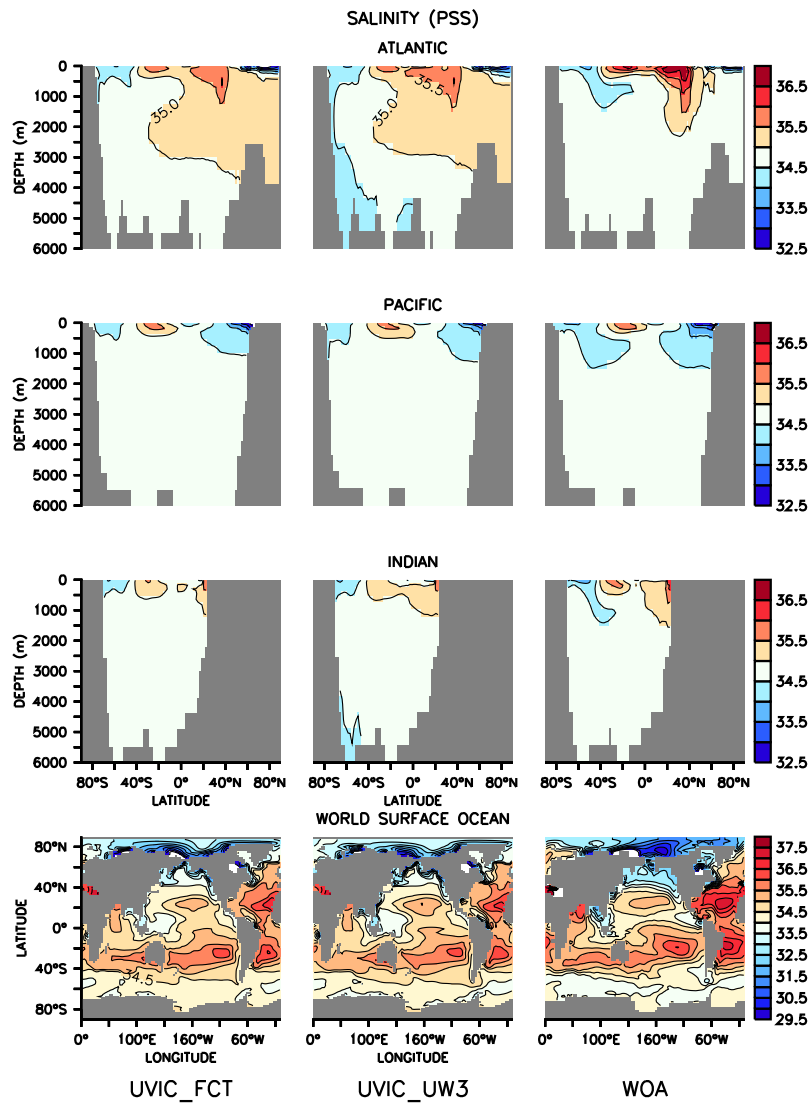 SALINITY (PSS)
ATLANTIC
DEPTH (m)
0
1000
2000
3000
4000
5000
6000
35.0
35.0
35.5
36.5
35.5
34.5
33.5
32.5
PACIFIC
DEPTH (m)
0
1000
2000
3000
4000
5000
6000
36.5
35.5
34.5
33.5
32.5
INDIAN
DEPTH (m)
0
1000
2000
3000
4000
5000
6000
36.5
35.5
34.5
33.5
32.5
80°S 40°S 0° 40°N 80°N
80°S 40°S 0° 40°N 80°N
80°S 40°S 0° 40°N 80°N
LATITUDE LATITUDE LATITUDE
WORLD SURFACE OCEAN
LATITUDE
80°N
40°N
0°
40°S
80°S
34.5
37.5
36.5
35.5
34.5
33.5
32.5
31.5
30.5
29.5
0° 100°E 160°W 60°W
0° 100°E 160°W 60°W
0° 100°E 160°W 60°W
LONGITUDE LONGITUDE LONGITUDE
UVIC_FCT UVIC_UW3 WOA